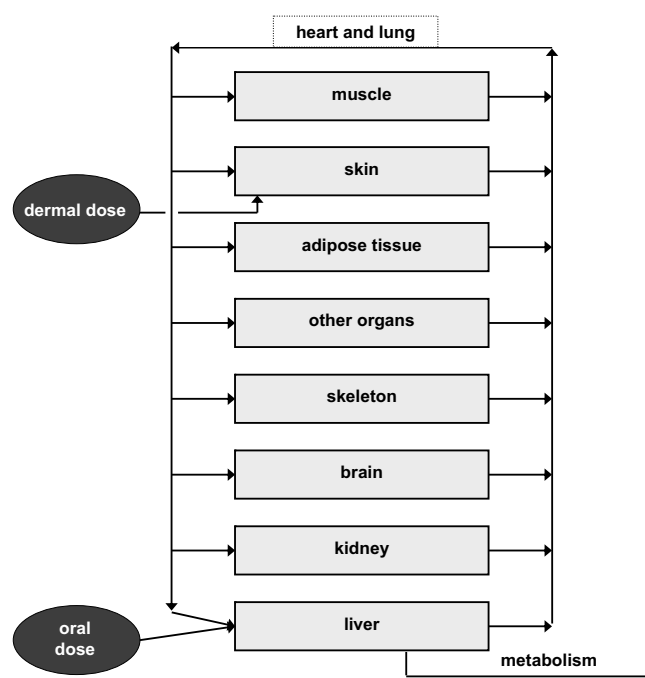 heart and lung
muscle
skin
dermal dose
adipose tissue
other organs
skeleton
brain
kidney
oral
dose
liver
metabolism